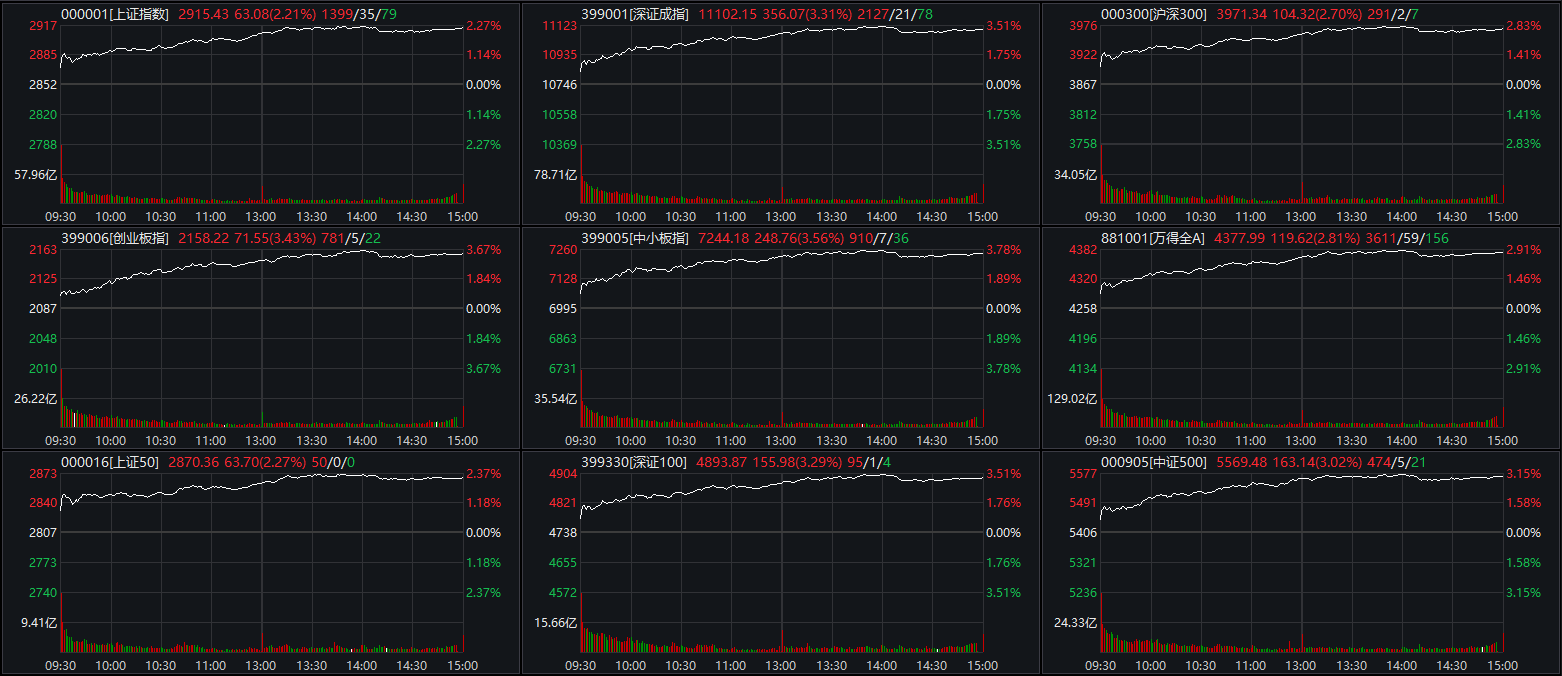 000001[上证指数] 2915.43 63.08(2.21%) 1399/35/79
2917 2.27%
2885 1.14%
2852 0.00%
2820 1.14%
2788 2.27%
57.96亿
09:30 10:00 10:30 11:00 13:00 13:30 14:00 14:30 15:00
399001[深证成指] 11102.15 356.07(3.31%) 2127/21/78
11123 3.51%
10935 1.75%
10746 0.00%
10558 1.75%
10369 3.51%
78.71亿
09:30 10:00 10:30 11:00 13:00 13:30 14:00 14:30 15:00
000300[沪深300] 3971.34 104.32(2.70%) 291/2/7
3976 2.83%
3922 1.41%
3867 0.00%
3812 1.41%
3758 2.83%
34.05亿
09:30 10:00 10:30 11:00 13:00 13:30 14:00 14:30 15:00
399006[创业板指] 2158.22 71.55(3.43%) 781/5/22
2163 3.67%
2125 1.84%
2087 0.00%
2048 1.84%
2010 3.67%
26.22亿
09:30 10:00 10:30 11:00 13:00 13:30 14:00 14:30 15:00
399005[中小板指] 7244.18 248.76(3.56%) 910/7/36
7260 3.78%
7128 1.89%
6995 0.00%
6863 1.89%
6731 3.78%
35.54亿
09:30 10:00 10:30 11:00 13:00 13:30 14:00 14:30 15:00
881001[万得全A] 4377.99 119.62(2.81%) 3611/59/156
4382 2.91%
4320 1.46%
4258 0.00%
4196 1.46%
4134 2.91%
129.02亿
09:30 10:00 10:30 11:00 13:00 13:30 14:00 14:30 15:00
000016[上证50] 2870.36 63.70(2.27%) 50/0/0
2873 2.37%
2840 1.18%
2807 0.00%
2773 1.18%
2740 2.37%
9.41亿
09:30 10:00 10:30 11:00 13:00 13:30 14:00 14:30 15:00
399330[深证100] 4893.87 155.98(3.29%) 95/1/4
4904 3.51%
4821 1.76%
4738 0.00%
4655 1.76%
4572 3.51%
15.66亿
09:30 10:00 10:30 11:00 13:00 13:30 14:00 14:30 15:00
000905[中证500] 5569.48 163.14(3.02%) 474/5/21
5577 3.15%
5491 1.58%
5406 0.00%
5321 1.58%
5236 3.15%
24.33亿
09:30 10:00 10:30 11:00 13:00 13:30 14:00 14:30 15:00